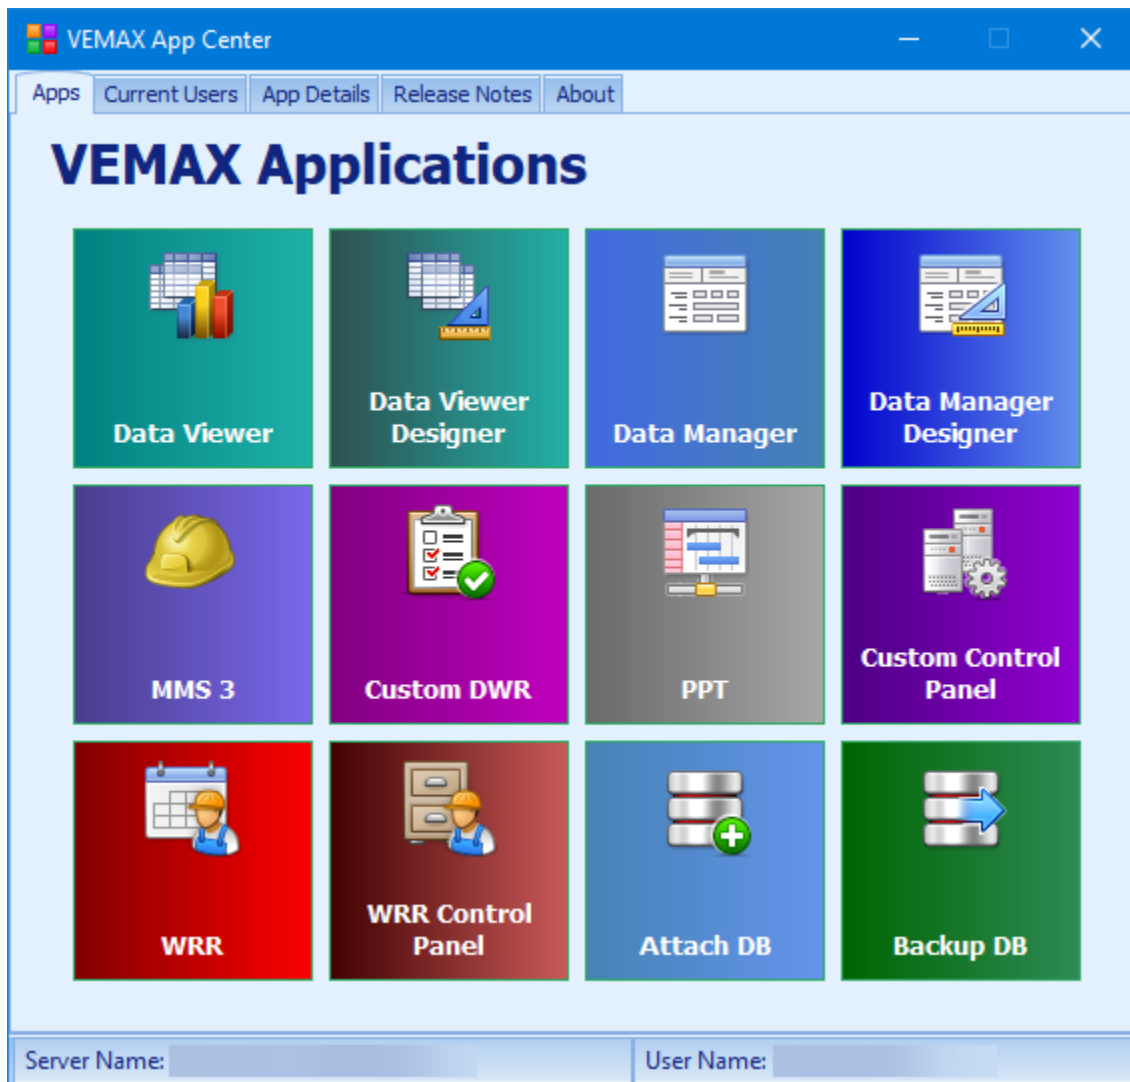 VEMAX App Center
Apps Current Users App Details Release Notes About
VEMAX Applications
Data Viewer
Data Viewer
Designer
Data Manager
Data Manager
Designer
MMS 3
Custom DWR
PPT
Custom Control
Panel
WRR
WRR Control
Panel
Attach DB
Backup DB
Server Name:
User Name: